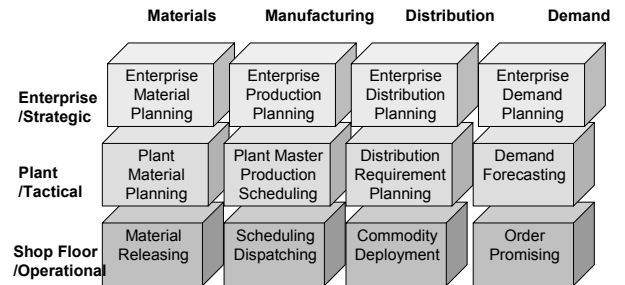 Materials Manufacturing Distribution Demand
Enterprise
/Strategic
Enterprise
Material
Planning
Enterprise
Production
Planning
Enterprise
Distribution
Planning
Enterprise
Demand
Planning
Plant
/Tactical
Plant
Material
Planning
Plant Master
Production
Scheduling
Distribution
Requirement
Planning
Demand
Forecasting
Shop Floor
/Operational
Material
Releasing
Scheduling
Dispatching
Commodity
Deployment
Order
Promising